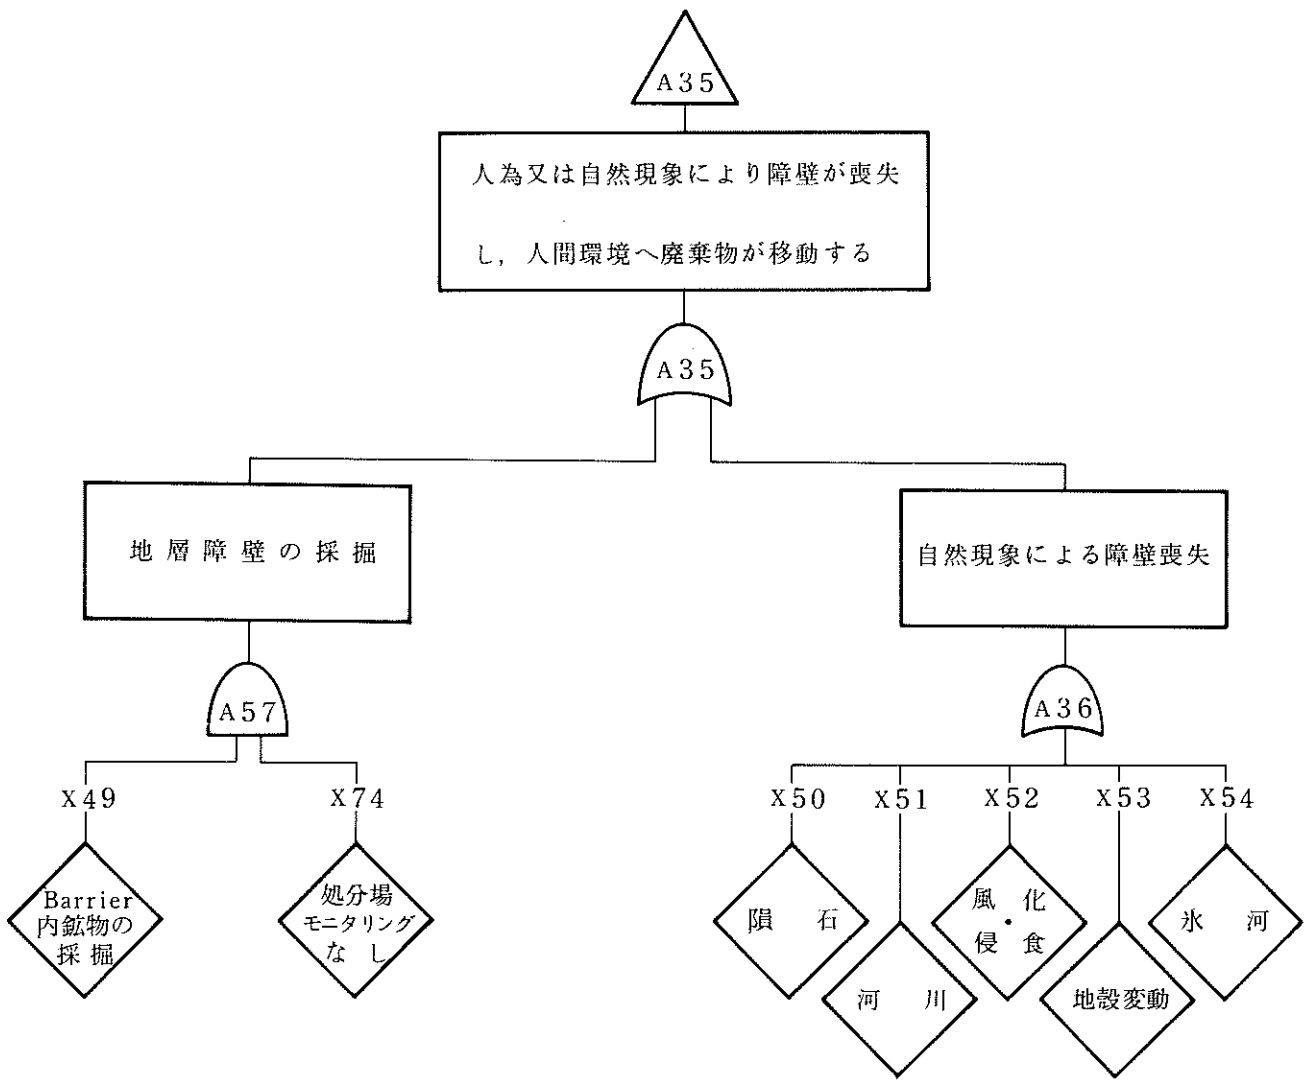 A35
人為又は自然現象により障壁が喪失
し，人間環境へ廃棄物が移動する
A35
地層障壁の採掘
自然現象による障壁喪失
A57
A36
X49
X74
X50
X51
X52
X53
X54
Barrier
内鉱物の
採掘
処分場
モニタリング
なし
隕石
河川
風化
・
侵食
地殻変動
氷河